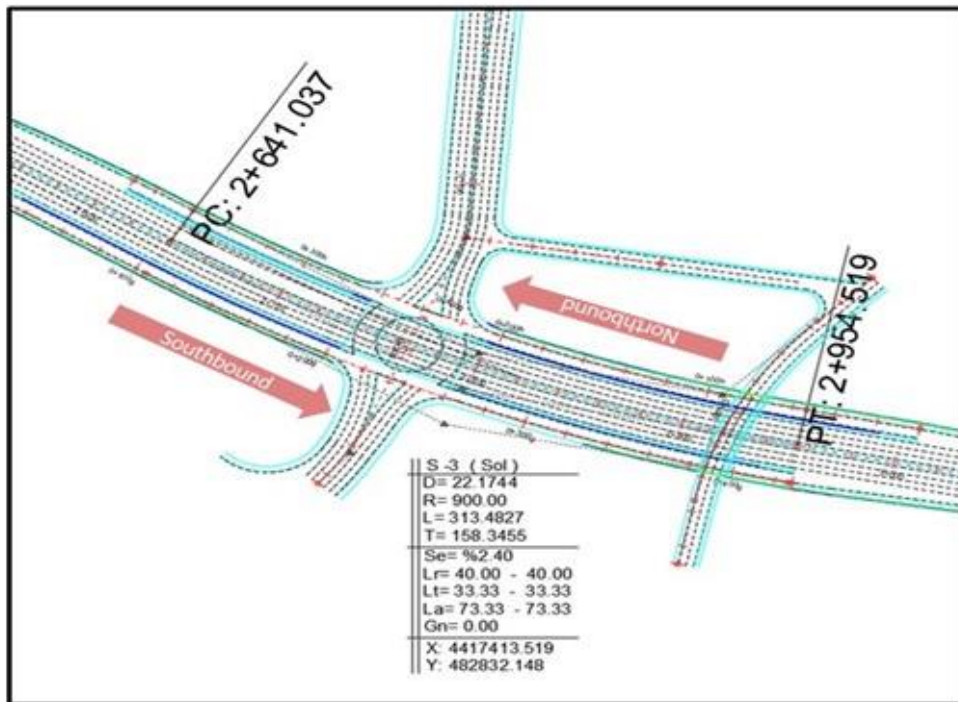 PC: 2+641.037
Northbound
Southbound
PT: 2+954.519
S -3 ( Sol )
D= 22.1744
R= 900.00
L= 313.4827
T= 158.3455
Se= %2.40
Lr= 40.00 - 40.00
Lt= 33.33 - 33.33
La= 73.33 - 73.33
Gn= 0.00
X: 4417413.519
Y: 482832.148